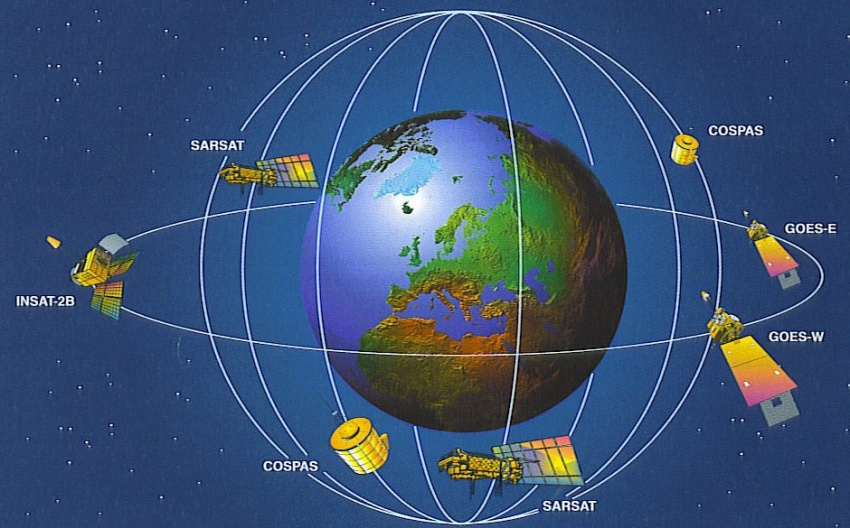 SARSAT
COSPAS
GOES-E
INSAT-2B
GOES-W
COSPAS
SARSAT